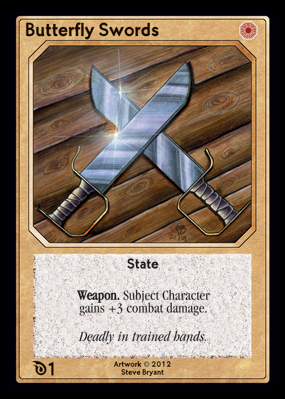 Butterfly Swords
State
Weapon. Subject Character
gains +3 combat damage.
Deadly in trained hands.
1
Artwork © 2012
Steve Bryant